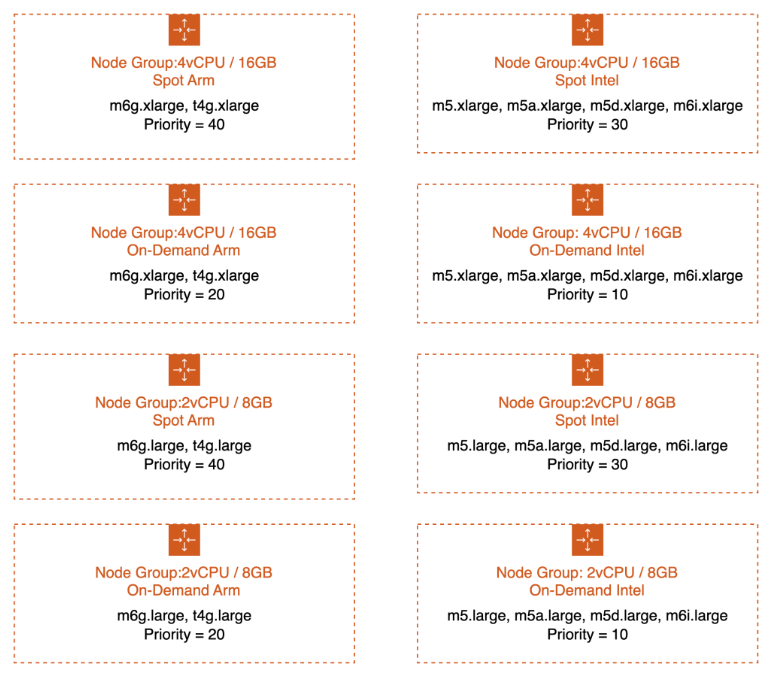 Node Group:4vCPU / 16GB
Spot Arm
m6g.xlarge, t4g.xlarge
Priority = 40
Node Group:4vCPU / 16GB
Spot Intel
m5.xlarge, m5a.xlarge, m5d.xlarge, m6i.xlarge
Priority = 30
Node Group:4vCPU / 16GB
On-Demand Arm
m6g.xlarge, t4g.xlarge
Priority = 20
Node Group: 4vCPU / 16GB
On-Demand Intel
m5.xlarge, m5a.xlarge, m5d.xlarge, m6i.xlarge
Priority = 10
Node Group:2vCPU / 8GB
Spot Arm
m6g.large, t4g.large
Priority = 40
Node Group:2vCPU / 8GB
Spot Intel
m5.large, m5a.large, m5d.large, m6i.large
Priority = 30
Node Group:2vCPU / 8GB
On-Demand Arm
m6g.large, t4g.large
Priority = 20
Node Group: 2vCPU / 8GB
On-Demand Intel
m5.large, m5a.large, m5d.large, m6i.large
Priority = 10